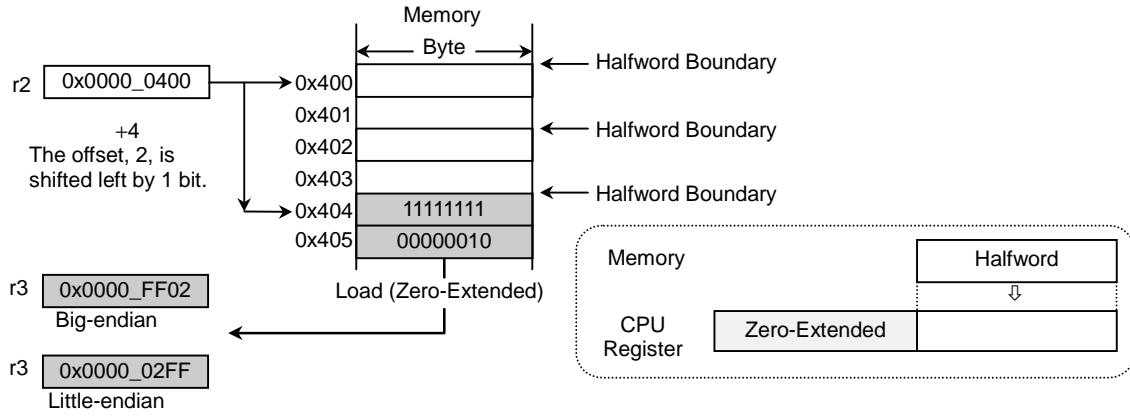 Memory
Byte
Halfword Boundary
r2
0x0000_0400
0x400
0x401
+4
Halfword Boundary
The offset, 2, is
shifted left by 1 bit.
0x402
0x403
Halfword Boundary
0x404
11111111
0x405
00000010
Load (Zero-Extended)
r3
0x0000_FF02
Big-endian
r3
0x0000_02FF
Little-endian
Memory
Halfword
CPU
Register
Zero-Extended